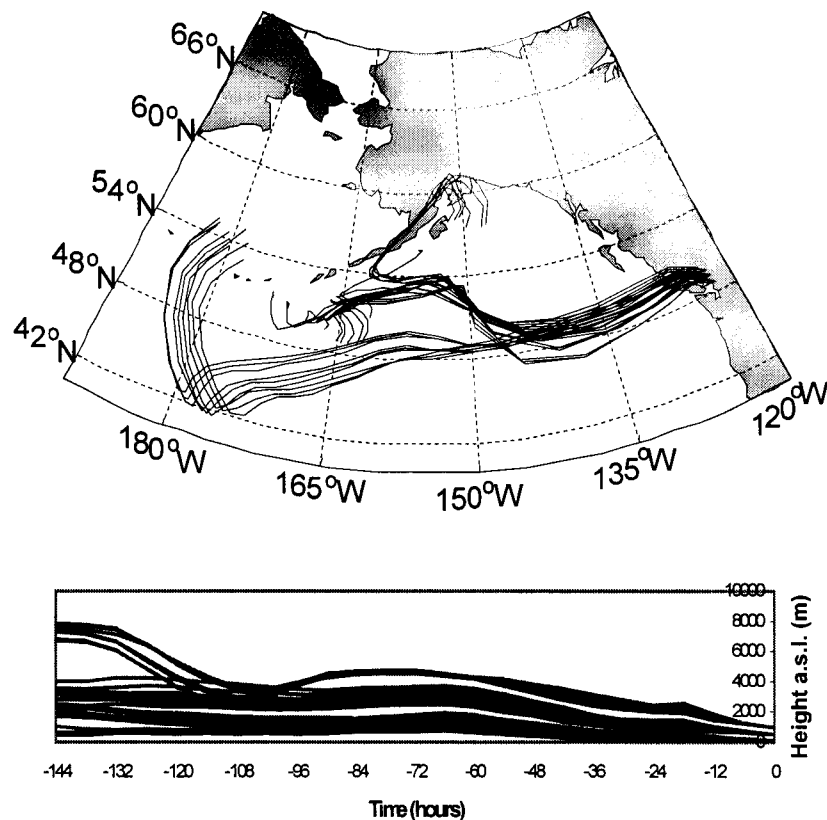 66°N
60°N
54°N
48°N
42°N
180°W
165°W
150°W
135°W
120°W
10000
8000
6000
4000
2000
0
Height a.s.l. (m)
-144 -132 -120 -108 -96 -84 -72 -60 -48 -36 -24 -12 0
Time (hours)